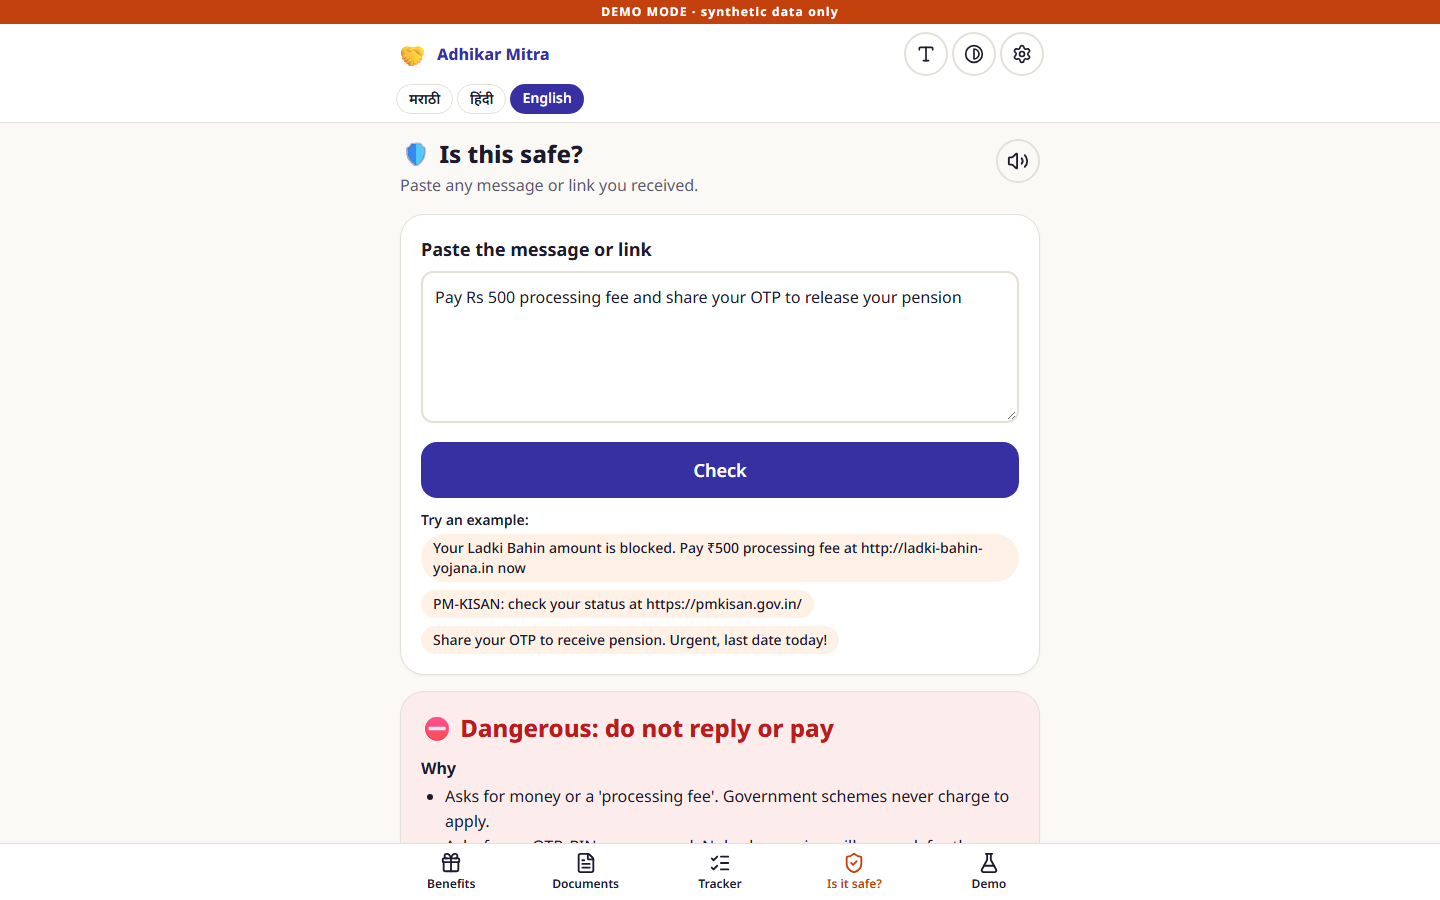 DEMO MODE · synthetic data only
Adhikar Mitra
मराठी
हिंदी
English
Is this safe?
Paste any message or link you received.
Paste the message or link
Pay Rs 500 processing fee and share your OTP to release your pension
Check
Try an example:
Your Ladki Bahin amount is blocked. Pay ₹500 processing fee at http://ladki-bahin-
yojana.in now
PM-KISAN: check your status at https://pmkisan.gov.in/
Share your OTP to receive pension. Urgent, last date today!
Dangerous: do not reply or pay
Why
Asks for money or a 'processing fee'. Government schemes never charge to
apply.
Benefits
Documents
Tracker
Is it safe?
Demo